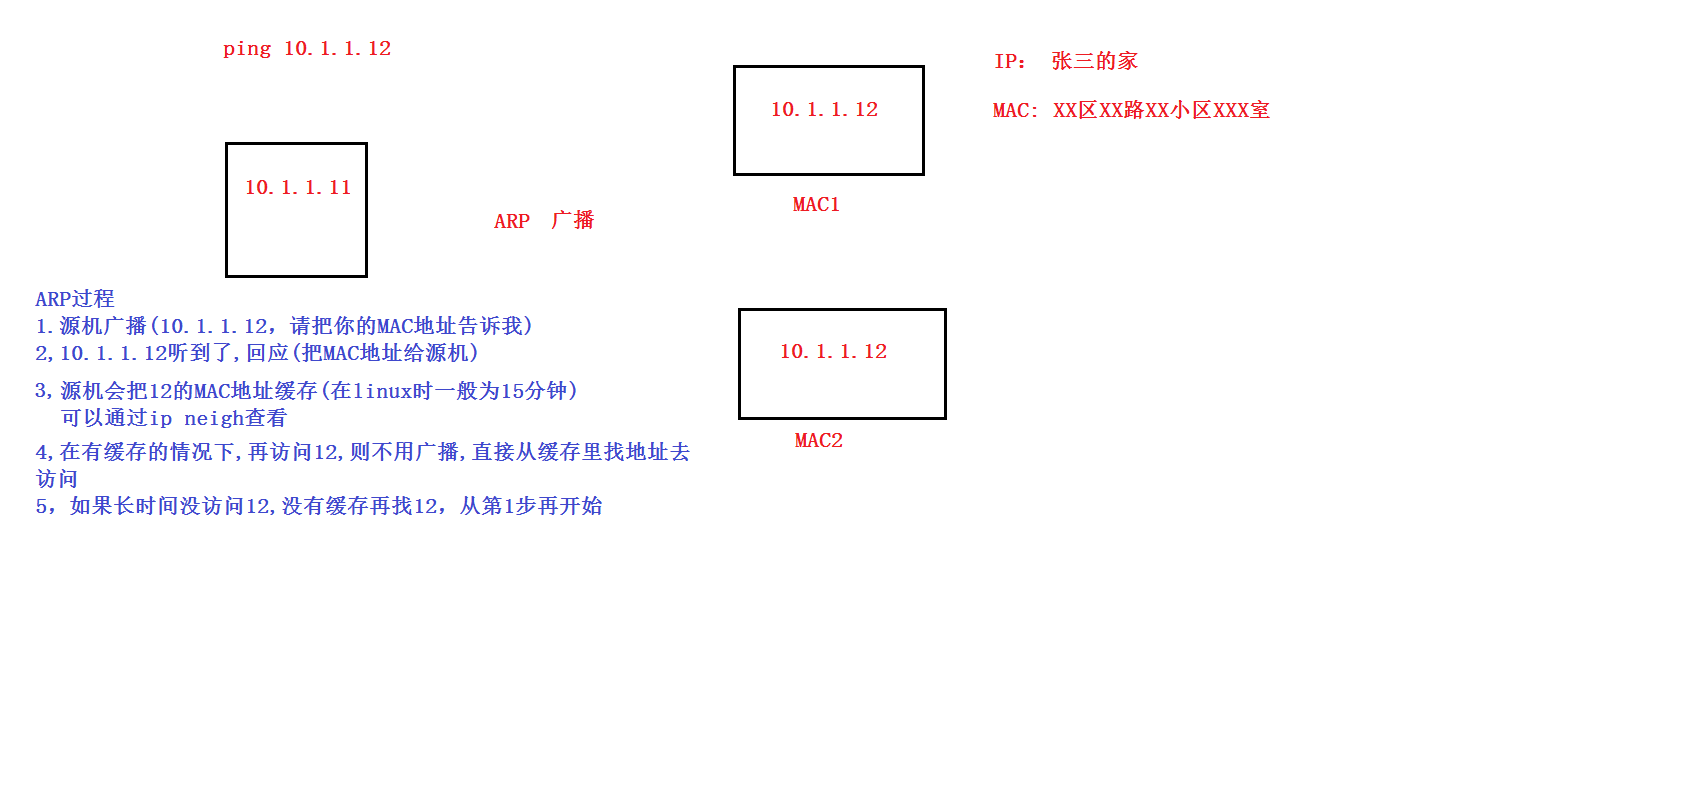 ping 10.1.1.12
IP： 张三的家
MAC: XX区XX路XX小区XXX室
10.1.1.12
MAC1
10.1.1.11
ARP 广播
10.1.1.12
MAC2
ARP过程
1.源机广播(10.1.1.12，请把你的MAC地址告诉我)
2,10.1.1.12听到了,回应(把MAC地址给源机)
3,源机会把12的MAC地址缓存(在linux时一般为15分钟)
可以通过ip neigh查看
4,在有缓存的情况下,再访问12,则不用广播,直接从缓存里找地址去
访问
5，如果长时间没访问12,没有缓存再找12，从第1步再开始